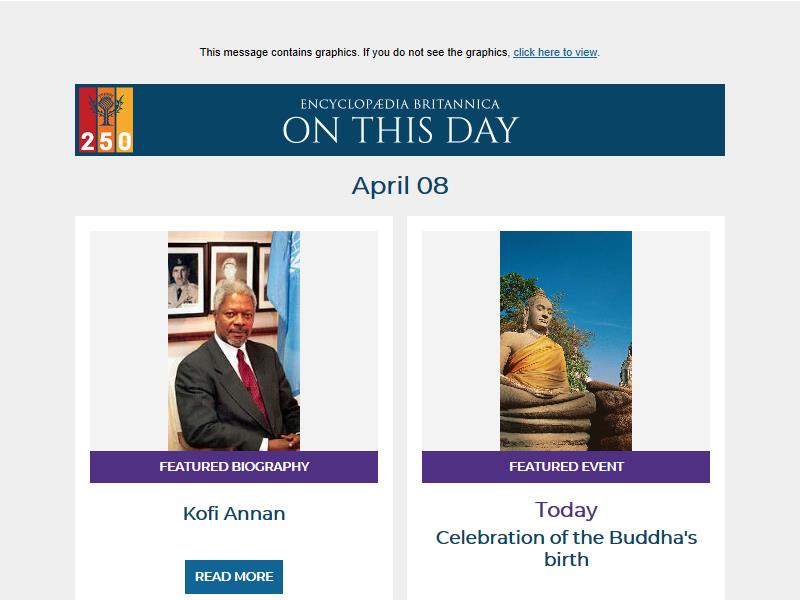 This message contains graphics. If you do not see the graphics, click here to view.
250
ENCYCLOPÆDIA BRITANNICA
ON THIS DAY
April 08
FEATURED BIOGRAPHY
Kofi Annan
READ MORE
FEATURED EVENT
Today
Celebration of the Buddha's
birth